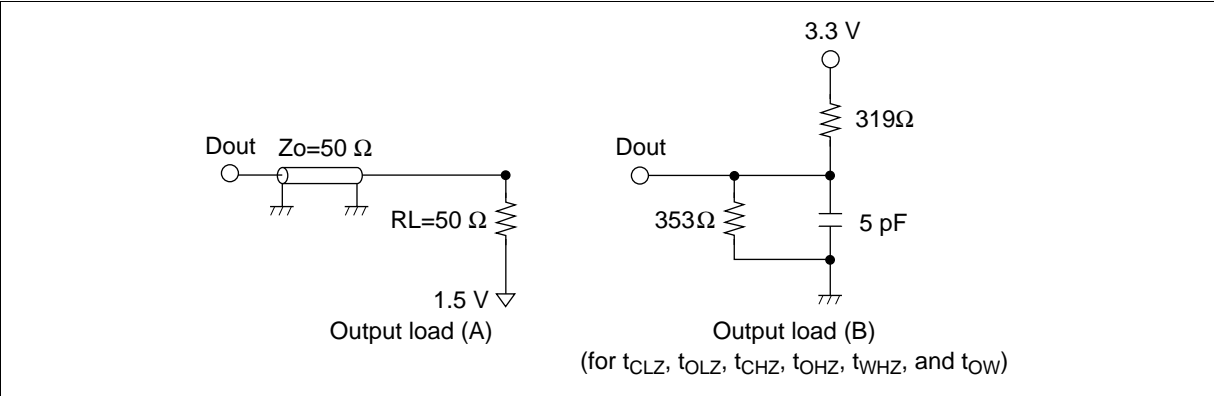 Dout
Zo=50 Ω
RL=50 Ω
1.5 V
Output load (A)
3.3 V
319Ω
Dout
353Ω
5 pF
Output load (B)
(for tCLZ, tOLZ, tCHZ, tOHZ, tWHZ, and tOW)